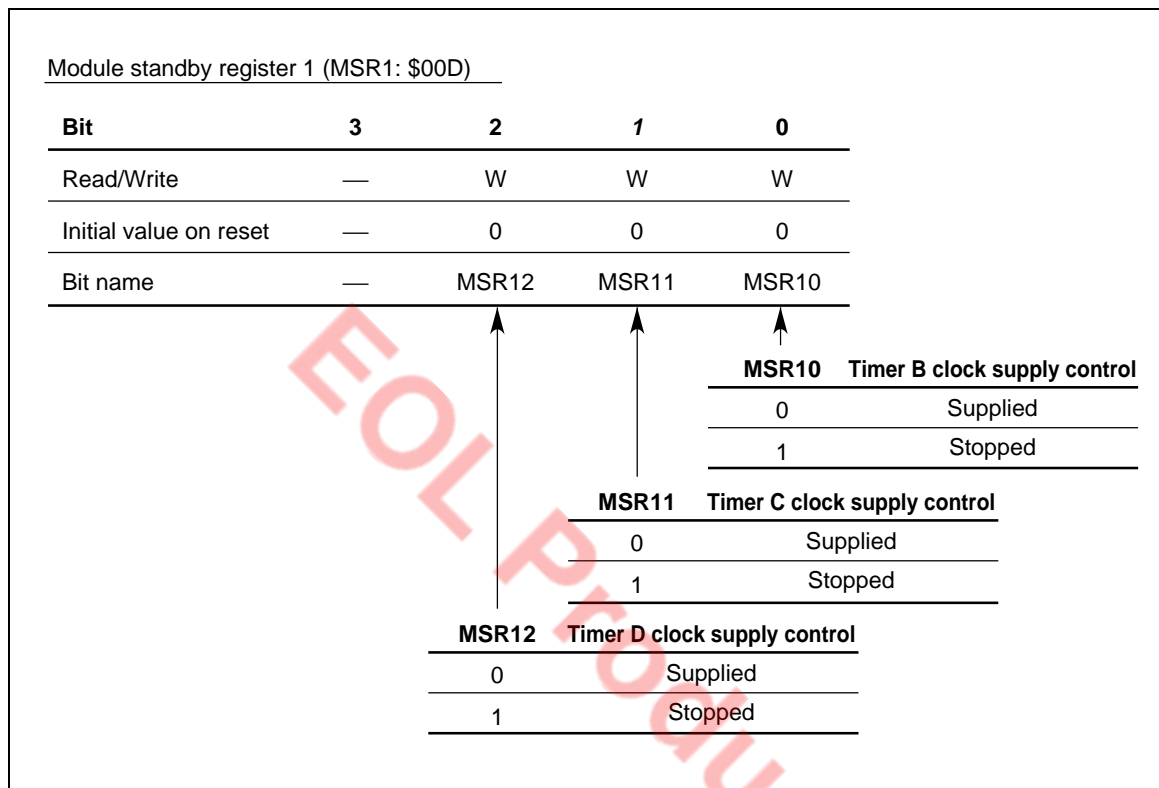 Module standby register 1 (MSR1: $00D)
Bit 3 2 1 0
Read/Write — W W W
Initial value on reset — 0 0 0
Bit name — MSR12 MSR11 MSR10
MSR10 Timer B clock supply control
0 Supplied
1 Stopped
MSR11 Timer C clock supply control
0 Supplied
1 Stopped
MSR12 Timer D clock supply control
0 Supplied
1 Stopped
EOL Produ